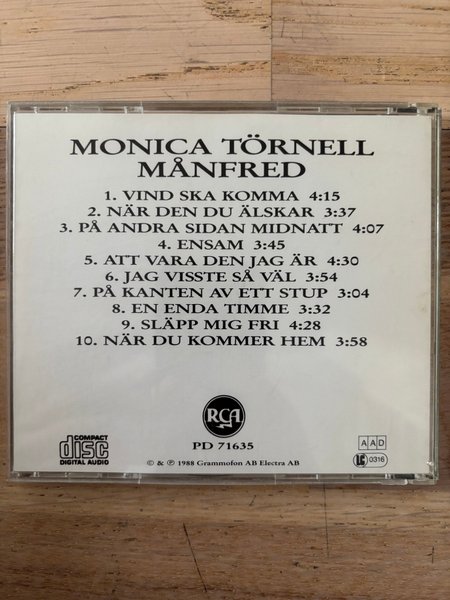 MONICA TÖRNELL
MÅNFRED
1. VIND SKA KOMMA 4:15
2. NÄR DEN DU ÄLSKAR 3:37
3. PÅ ANDRA SIDAN MIDNATT 4:07
4. ENSAM 3:45
5. ATT VARA DEN JAG ÄR 4:30
6. JAG VISSTE SÅ VÄL 3:54
7. PÅ KANTEN AV ETT STUP 3:04
8. EN ENDA TIMME 3:32
9. SLÄPP MIG FRI 4:28
10. NÄR DU KOMMER HEM 3:58
RCA
PD 71635
COMPACT
disc
DIGITAL AUDIO
AAD
LC 0316
© & ℗ 1988 Grammofon AB Electra AB